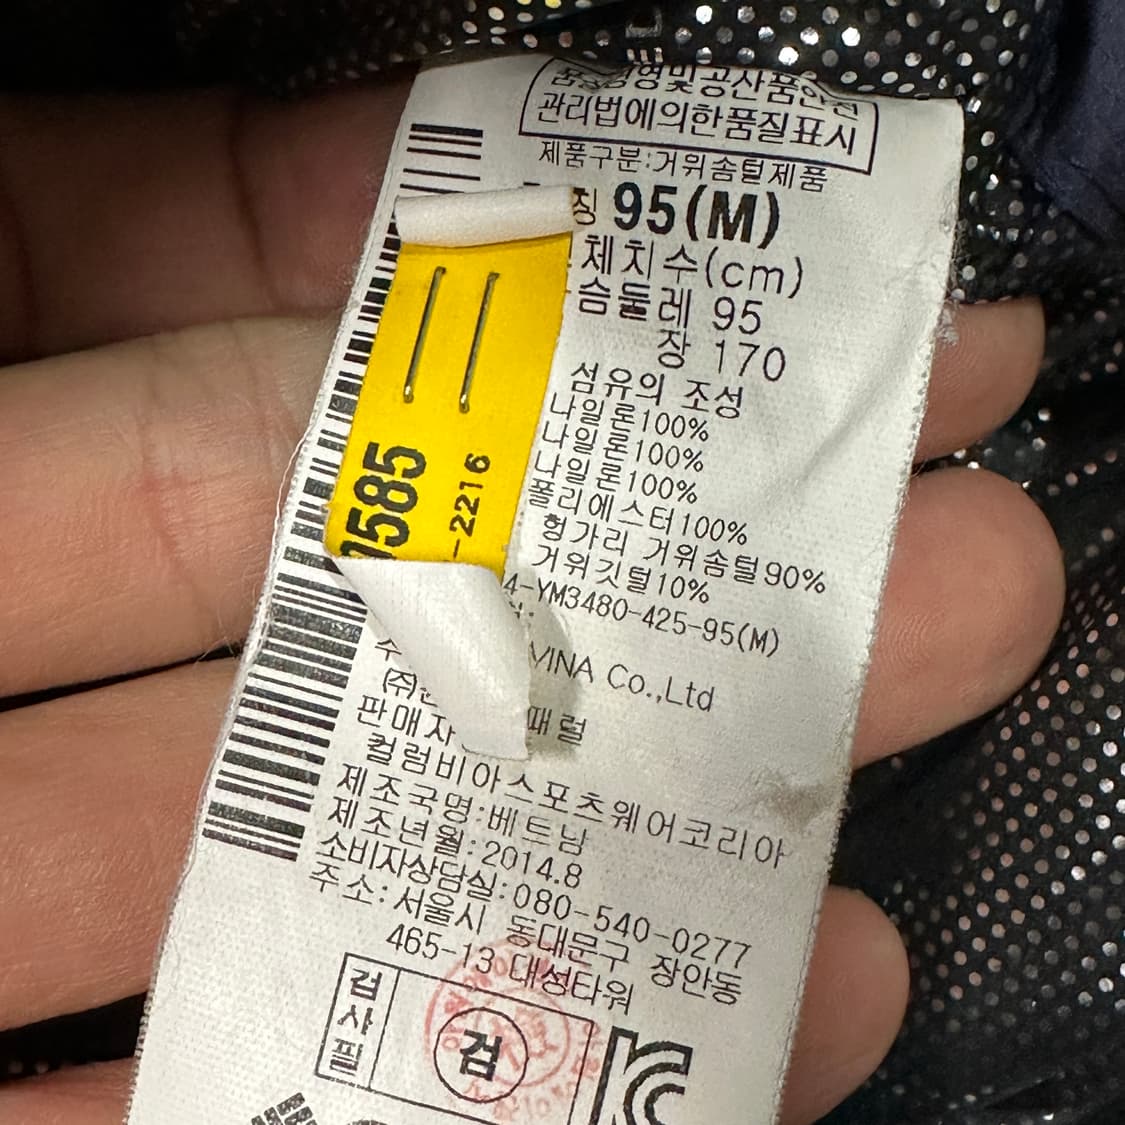 관리법에의한품질표시
제품구분:거위솜털제품
칭 95(M)
체치수(cm)
슴둘레 95
장 170
섬유의 조성
나일론100%
나일론100%
나일론100%
폴리에스터100%
헝가리 거위솜털90%
거위깃털10%
4-YM3480-425-95(M)
VINA Co.,Ltd
(주)
판매자 패럴
컬럼비아스포츠웨어코리아
제조국명:베트남
제조년월:2014.8
소비자상담실:080-540-0277
주소:서울시 동대문구 장안동
465-13 대성타워
검사필
검
0585
-2216